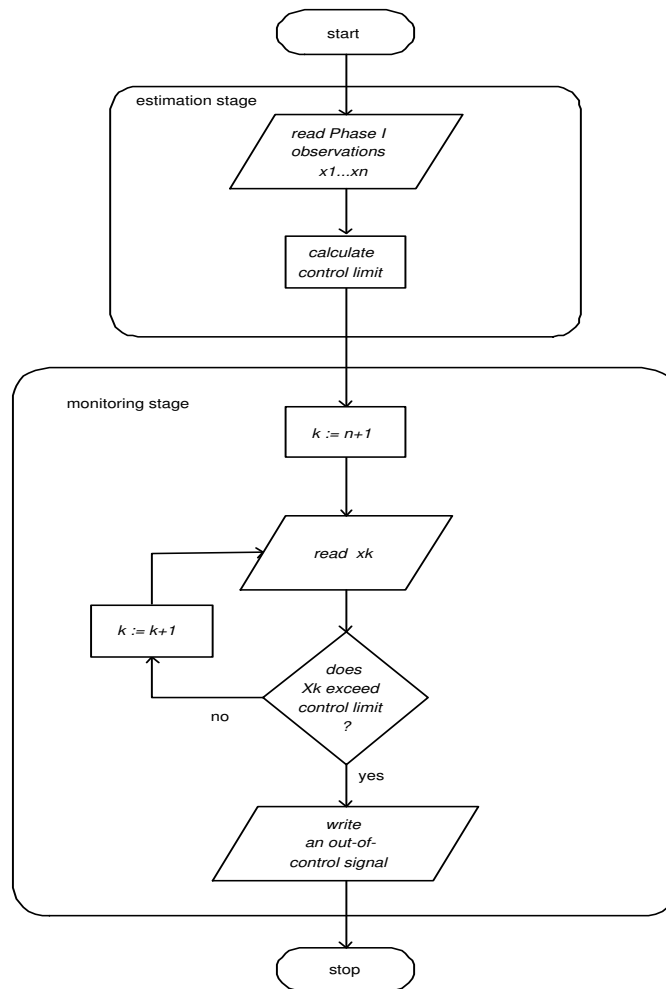 start
estimation stage
read Phase I
observations
x1...xn
calculate
control limit
monitoring stage
k := n+1
read xk
k := k+1
does
Xk exceed
control limit
?
no
yes
write
an out-of-
control signal
stop